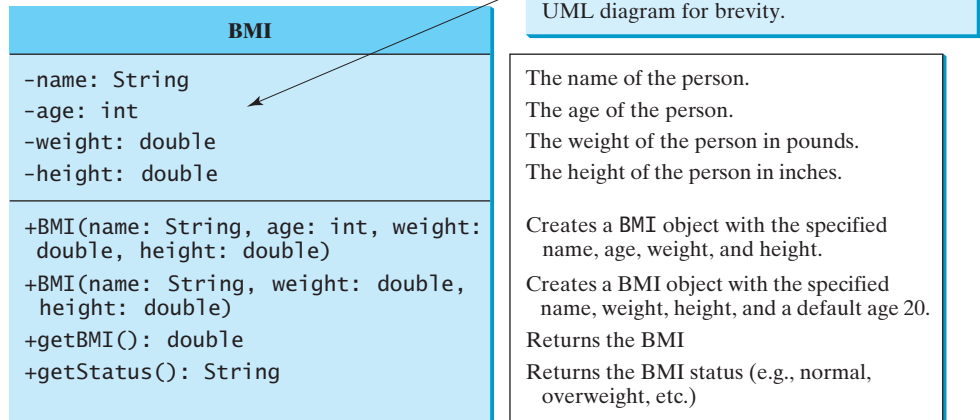 UML diagram for brevity.
BMI
-name: String
-age: int
-weight: double
-height: double
The name of the person.
The age of the person.
The weight of the person in pounds.
The height of the person in inches.
+BMI(name: String, age: int, weight:
double, height: double)
+BMI(name: String, weight: double,
height: double)
+getBMI(): double
+getStatus(): String
Creates a BMI object with the specified
name, age, weight, and height.
Creates a BMI object with the specified
name, weight, height, and a default age 20.
Returns the BMI
Returns the BMI status (e.g., normal,
overweight, etc.)